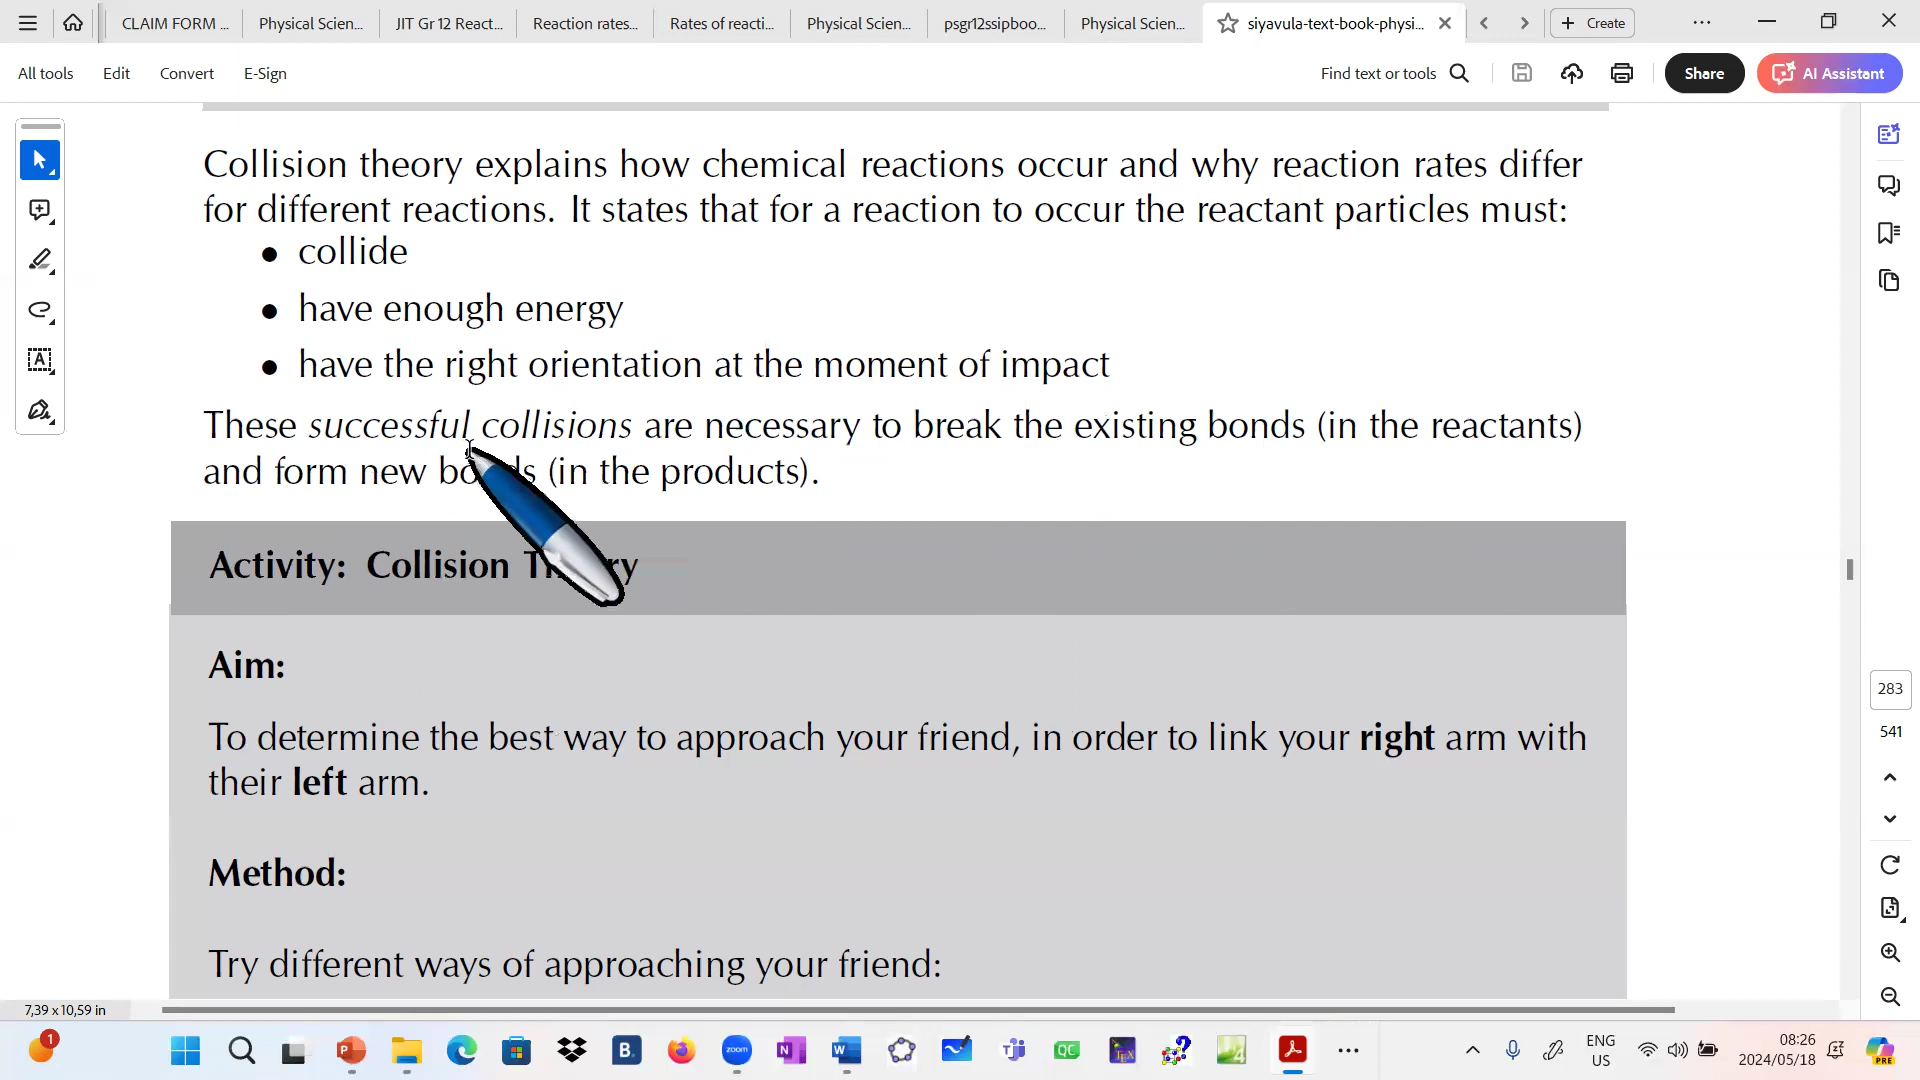 CLAIM FORM ... Physical Scien... JIT Gr 12 React... Reaction rates... Rates of reacti... Physical Scien... psgr12ssipboo... Physical Scien... siyavula-text-book-physi... Create
All tools Edit Convert E-Sign Find text or tools Share AI Assistant
Collision theory explains how chemical reactions occur and why reaction rates differ
for different reactions. It states that for a reaction to occur the reactant particles must:
• collide
• have enough energy
• have the right orientation at the moment of impact
These successful collisions are necessary to break the existing bonds (in the reactants)
and form new bonds (in the products).
Activity: Collision Theory
Aim:
To determine the best way to approach your friend, in order to link your right arm with
their left arm.
Method:
Try different ways of approaching your friend:
283
541
7,39 x 10,59 in
1
ENG
US
08:26
2024/05/18